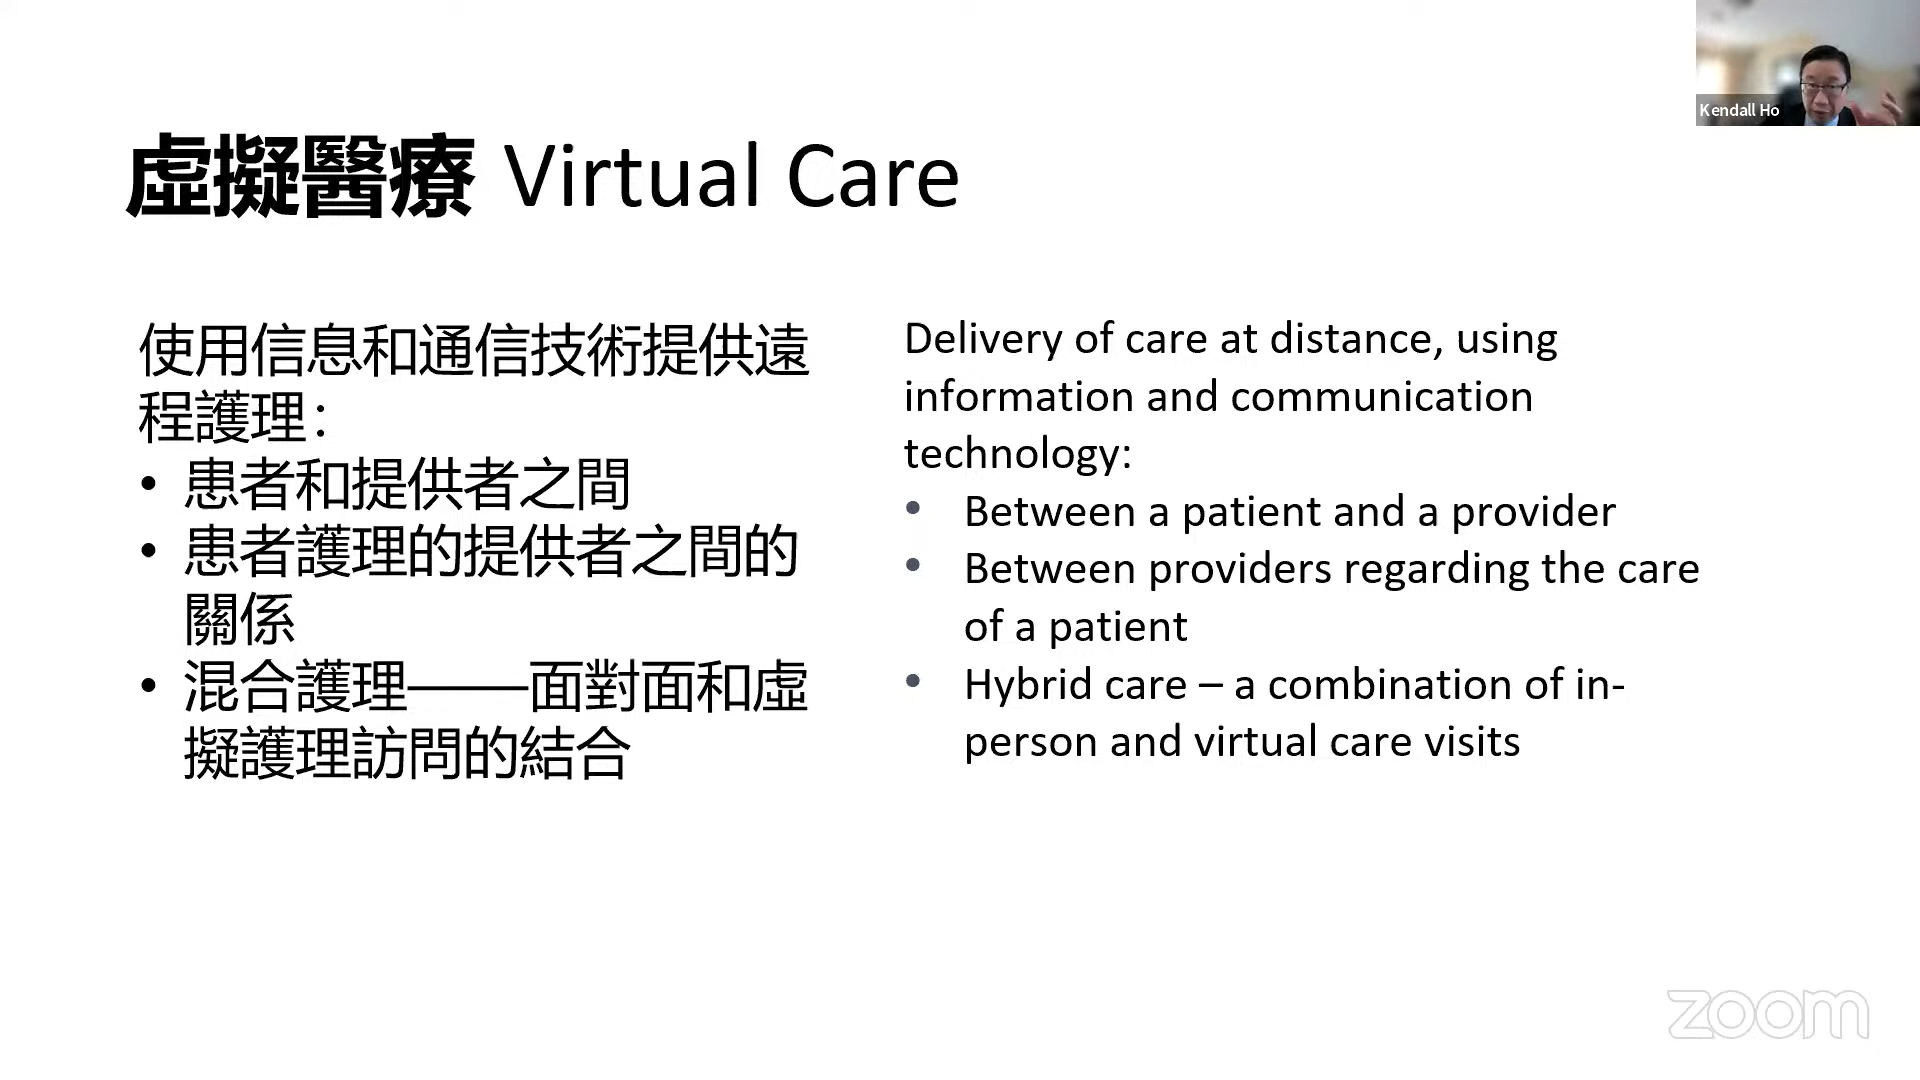 Kendall Ho
虛擬醫療 Virtual Care
使用信息和通信技術提供遠
程護理：
• 患者和提供者之間
• 患者護理的提供者之間的
關係
• 混合護理——面對面和虛
擬護理訪問的結合
Delivery of care at distance, using
information and communication
technology:
• Between a patient and a provider
• Between providers regarding the care
of a patient
• Hybrid care – a combination of in-
person and virtual care visits
zoom